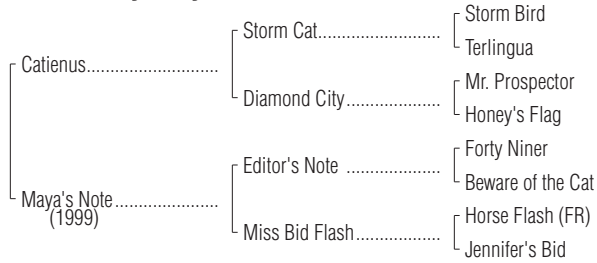 Storm Bird
Storm Cat
Terlingua
Catienus
Mr. Prospector
Diamond City
Honey's Flag
Forty Niner
Editor's Note
Beware of the Cat
Maya's Note
(1999)
Horse Flash (FR)
Miss Bid Flash
Jennifer's Bid